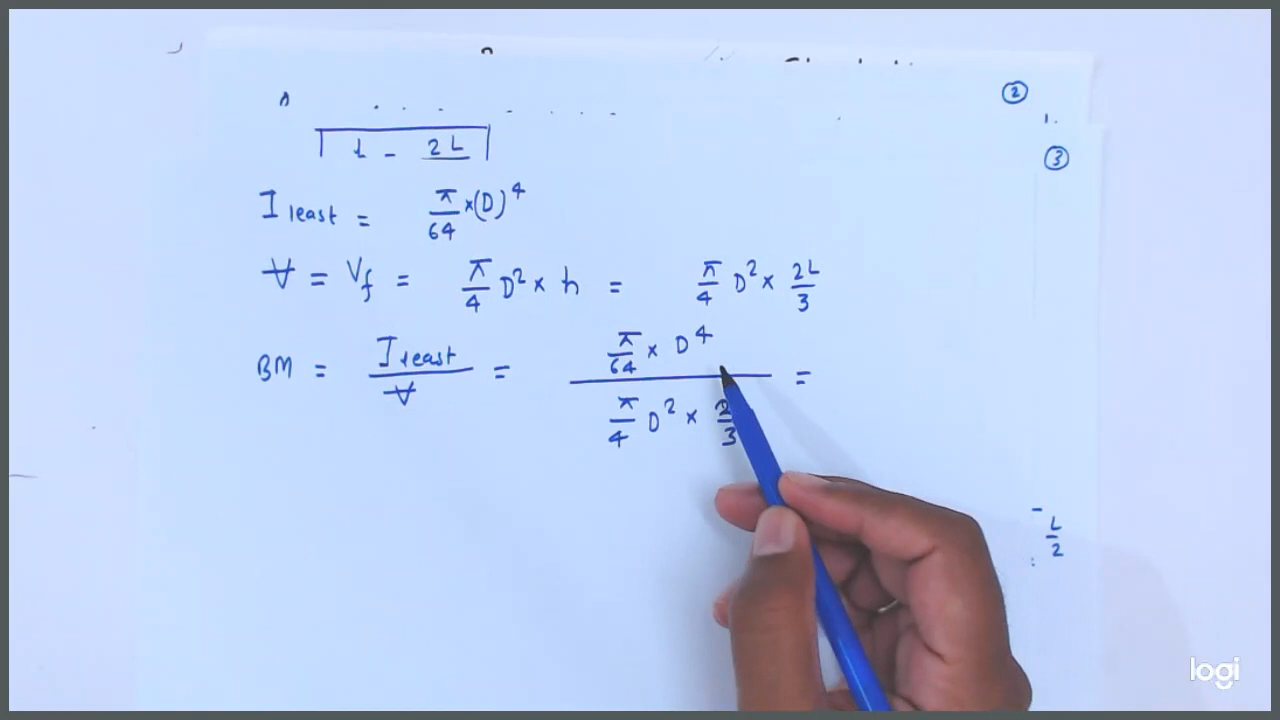 ②
③
h - 2L
I least = π/64 × (D)⁴
V = Vf = π/4 D² × h = π/4 D² × 2L/3
BM = I least / V = (π/64 × D⁴) / (π/4 D² × 2/3) =
L/2
logi